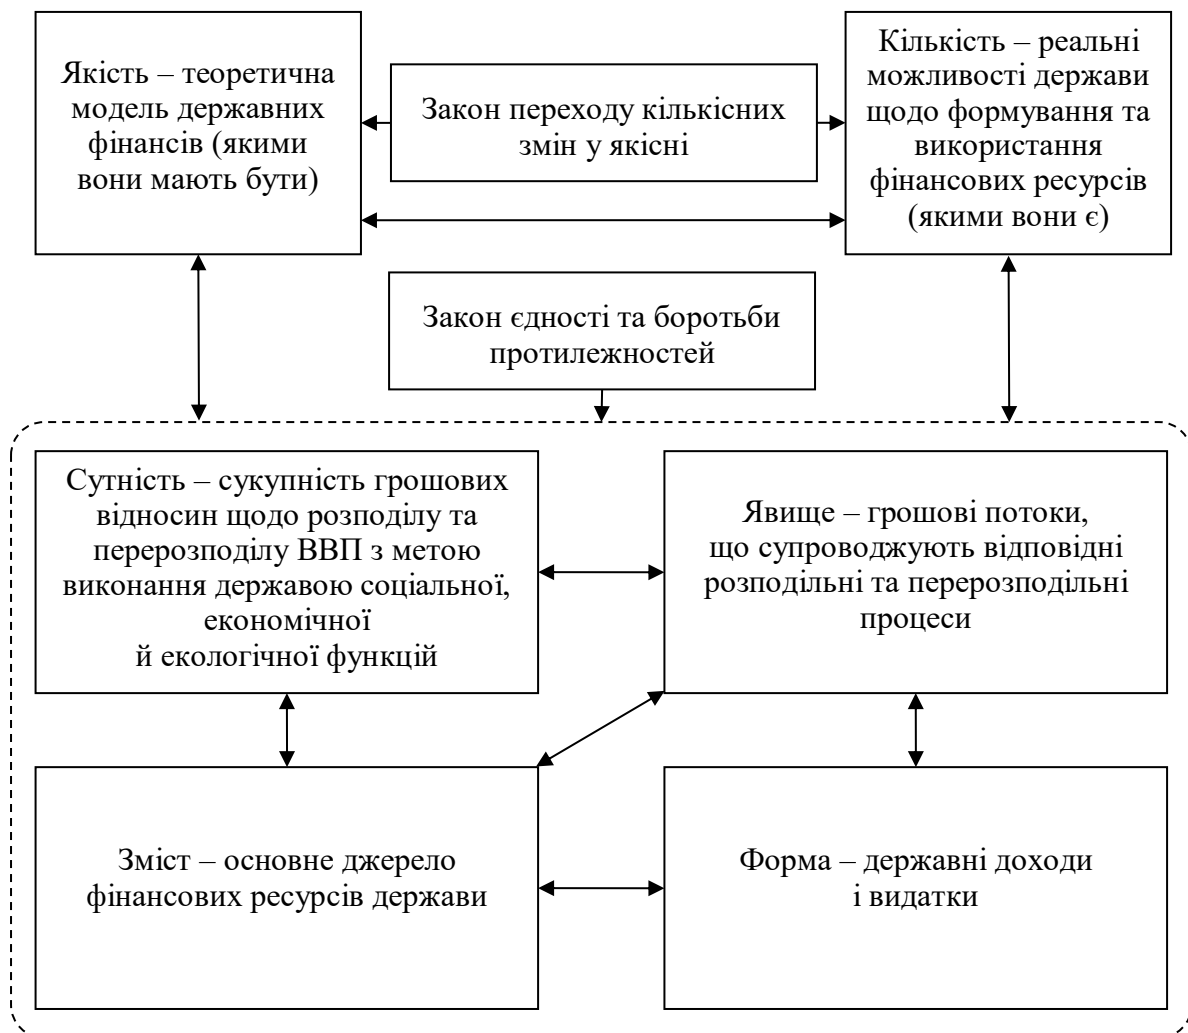 Якість – теоретична
модель державних
фінансів (якими
вони мають бути)
Закон переходу кількісних
змін у якісні
Кількість – реальні
можливості держави
щодо формування та
використання
фінансових ресурсів
(якими вони є)
Закон єдності та боротьби
протилежностей
Сутність – сукупність грошових
відносин щодо розподілу та
перерозподілу ВВП з метою
виконання державою соціальної,
економічної
й екологічної функцій
Явище – грошові потоки,
що супроводжують відповідні
розподільні та перерозподільні
процеси
Зміст – основне джерело
фінансових ресурсів держави
Форма – державні доходи
і видатки